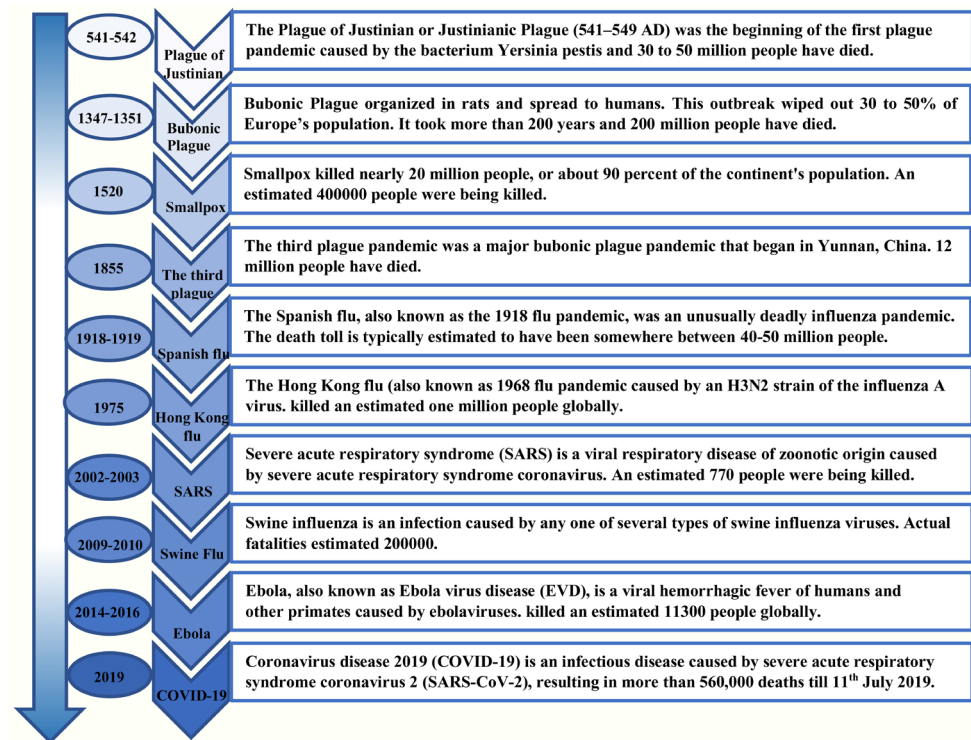 541-542
Plague of
Justinian
The Plague of Justinian or Justinianic Plague (541–549 AD) was the beginning of the first plague
pandemic caused by the bacterium Yersinia pestis and 30 to 50 million people have died.
1347-1351
Bubonic
Plague
Bubonic Plague organized in rats and spread to humans. This outbreak wiped out 30 to 50% of
Europe's population. It took more than 200 years and 200 million people have died.
1520
Smallpox
Smallpox killed nearly 20 million people, or about 90 percent of the continent's population. An
estimated 400000 people were being killed.
1855
The third
plague
The third plague pandemic was a major bubonic plague pandemic that began in Yunnan, China. 12
million people have died.
1918-1919
Spanish flu
The Spanish flu, also known as the 1918 flu pandemic, was an unusually deadly influenza pandemic.
The death toll is typically estimated to have been somewhere between 40-50 million people.
1975
Hong Kong
flu
The Hong Kong flu (also known as 1968 flu pandemic caused by an H3N2 strain of the influenza A
virus. killed an estimated one million people globally.
2002-2003
SARS
Severe acute respiratory syndrome (SARS) is a viral respiratory disease of zoonotic origin caused
by severe acute respiratory syndrome coronavirus. An estimated 770 people were being killed.
2009-2010
Swine Flu
Swine influenza is an infection caused by any one of several types of swine influenza viruses. Actual
fatalities estimated 200000.
2014-2016
Ebola
Ebola, also known as Ebola virus disease (EVD), is a viral hemorrhagic fever of humans and
other primates caused by ebolaviruses. killed an estimated 11300 people globally.
2019
COVID-19
Coronavirus disease 2019 (COVID-19) is an infectious disease caused by severe acute respiratory
syndrome coronavirus 2 (SARS-CoV-2), resulting in more than 560,000 deaths till 11th July 2019.